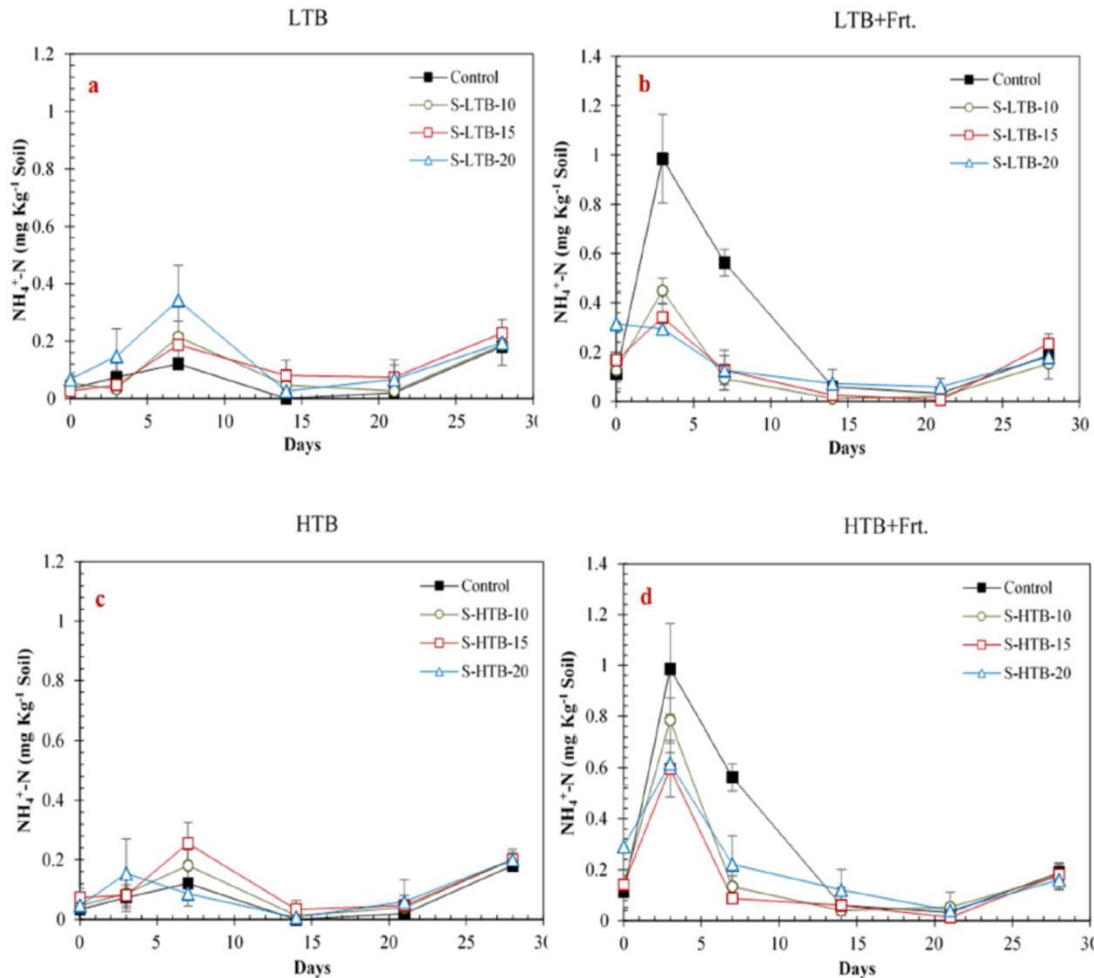 LTB
a
Control
S-LTB-10
S-LTB-15
S-LTB-20
NH₄⁺-N (mg Kg⁻¹ Soil)
1.2
1
0.8
0.6
0.4
0.2
0
0 5 10 15 20 25 30
Days
LTB+Frt.
b
Control
S-LTB-10
S-LTB-15
S-LTB-20
NH₄⁺-N (mg Kg⁻¹ Soil)
1.4
1.2
1
0.8
0.6
0.4
0.2
0
0 5 10 15 20 25 30
Days
HTB
c
Control
S-HTB-10
S-HTB-15
S-HTB-20
NH₄⁺-N (mg Kg⁻¹ Soil)
1.2
1
0.8
0.6
0.4
0.2
0
0 5 10 15 20 25 30
Days
HTB+Frt.
d
Control
S-HTB-10
S-HTB-15
S-HTB-20
NH₄⁺-N (mg Kg⁻¹ Soil)
1.4
1.2
1
0.8
0.6
0.4
0.2
0
0 5 10 15 20 25 30
Days